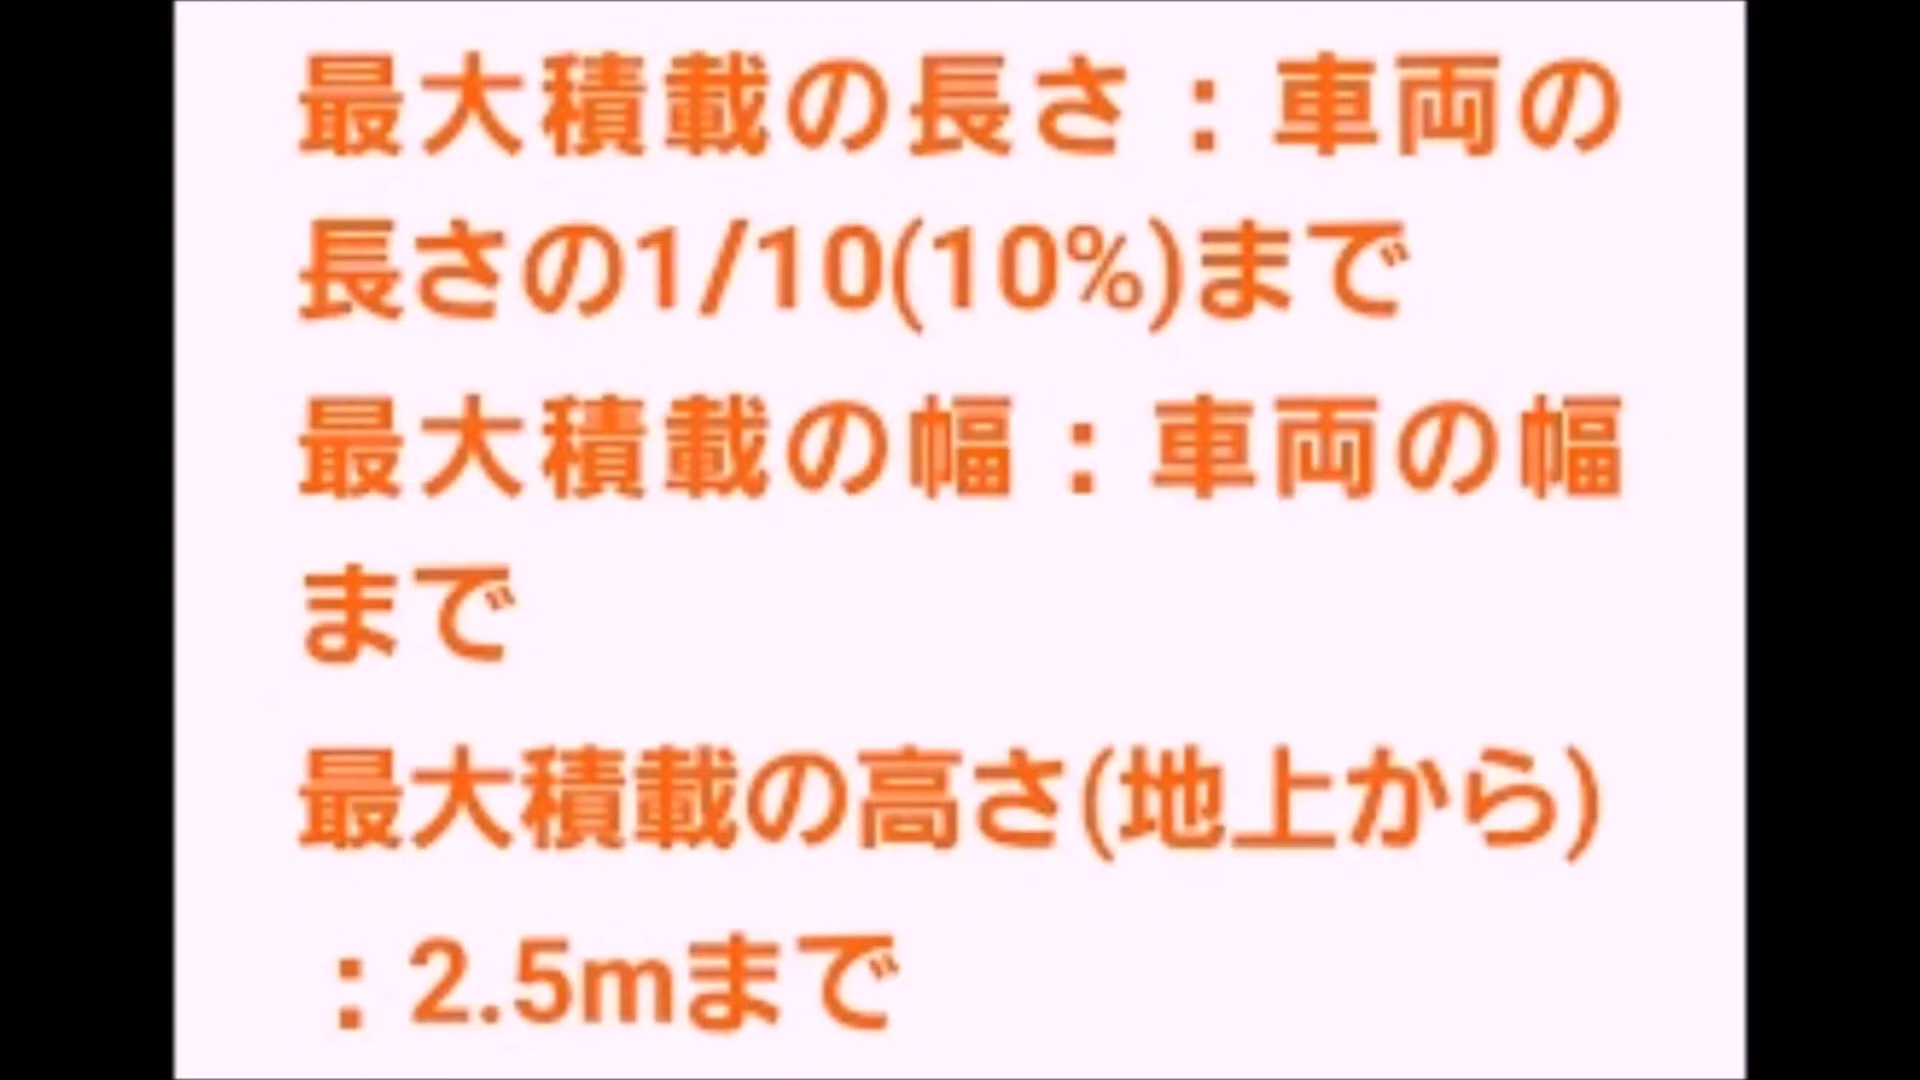 最大積載の長さ：車両の
長さの1/10(10%)まで
最大積載の幅：車両の幅
まで
最大積載の高さ(地上から)
：2.5mまで